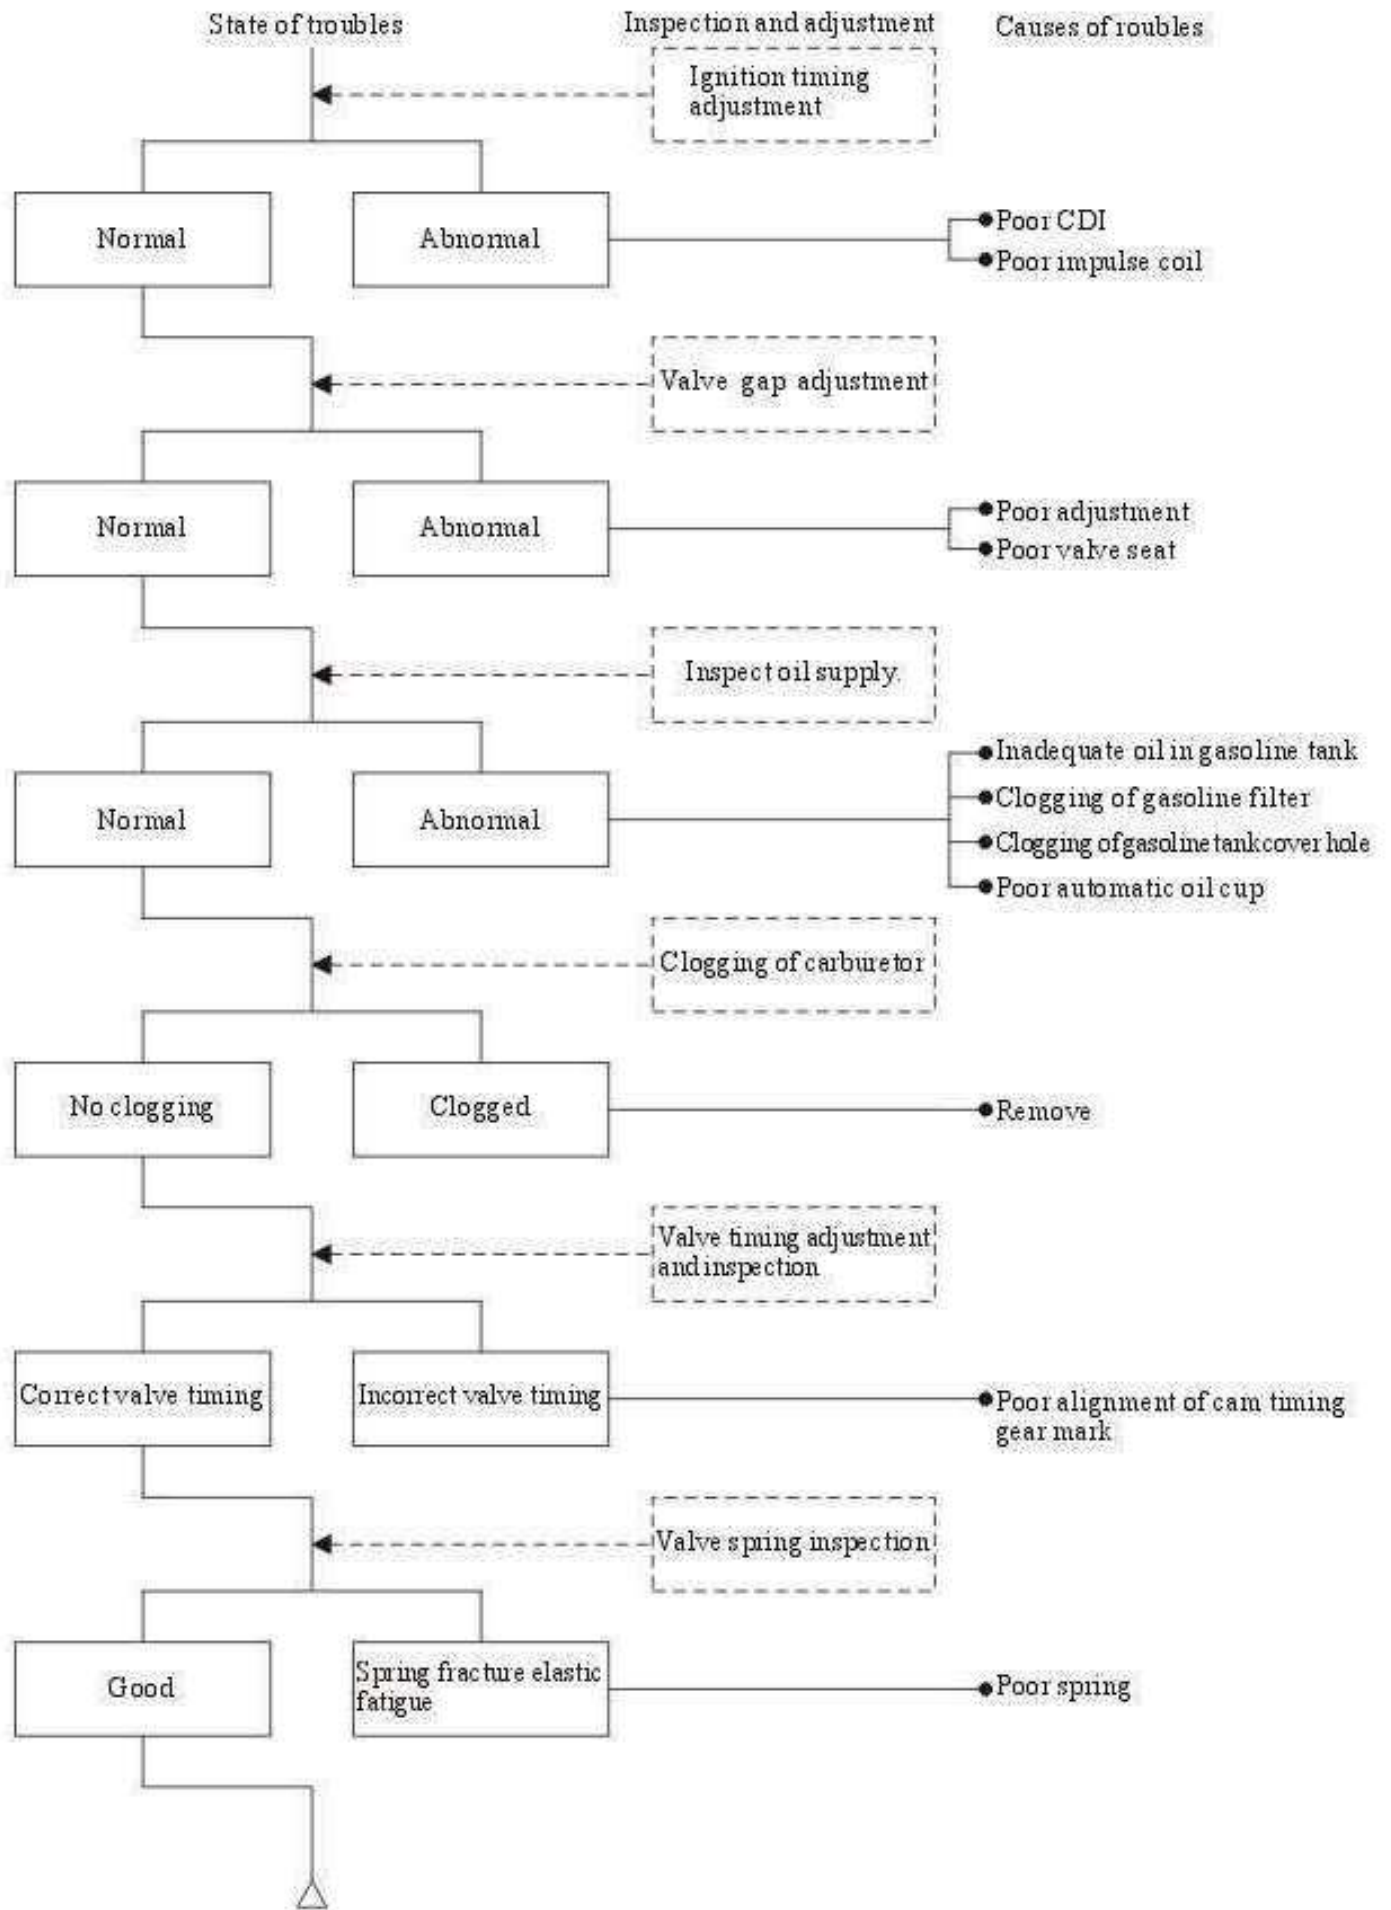 State of troubles
Inspection and adjustment
Causes of roubles
Ignition timing
adjustment
Normal
Abnormal
Poor CDI
Poor impulse coil
Valve gap adjustment
Normal
Abnormal
Poor adjustment
Poor valve seat
Inspect oil supply.
Normal
Abnormal
Inadequate oil in gasoline tank
Clogging of gasoline filter
Clogging of gasoline tank cover hole
Poor automatic oil cup
Clogging of carburetor
No clogging
Clogged
Remove
Valve timing adjustment
and inspection
Correct valve timing
Incorrect valve timing
Poor alignment of cam timing
gear mark
Valve spring inspection
Good
Spring fracture elastic
fatigue
Poor spring